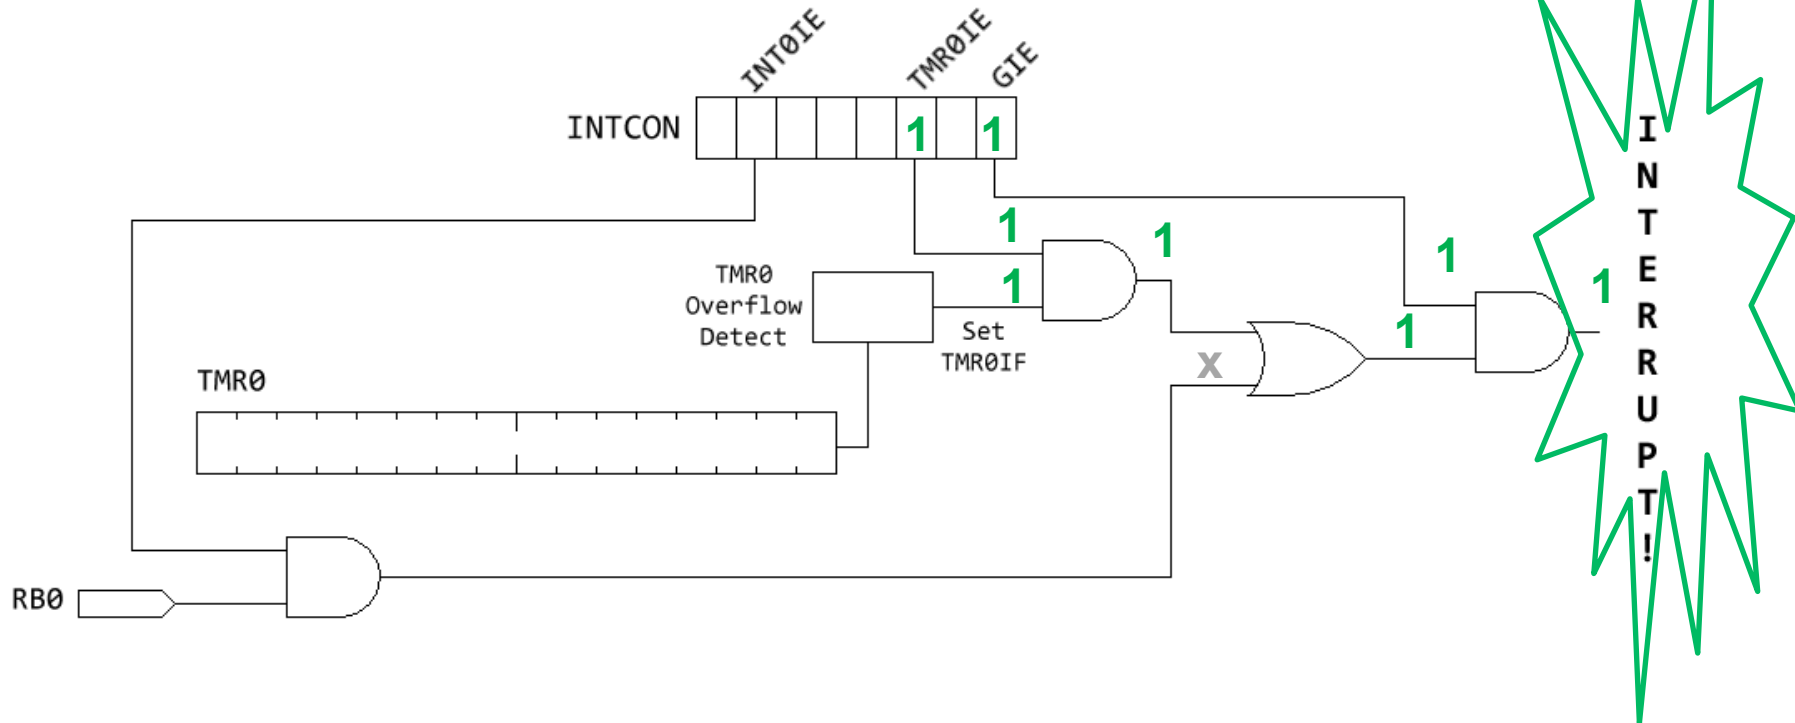 INT0IE
TMR0IE
GIE
INTCON
1
1
1
1
1
1
1
1
TMR0
Overflow
Detect
Set
TMR0IF
X
TMR0
RB0
INTERRUPT!